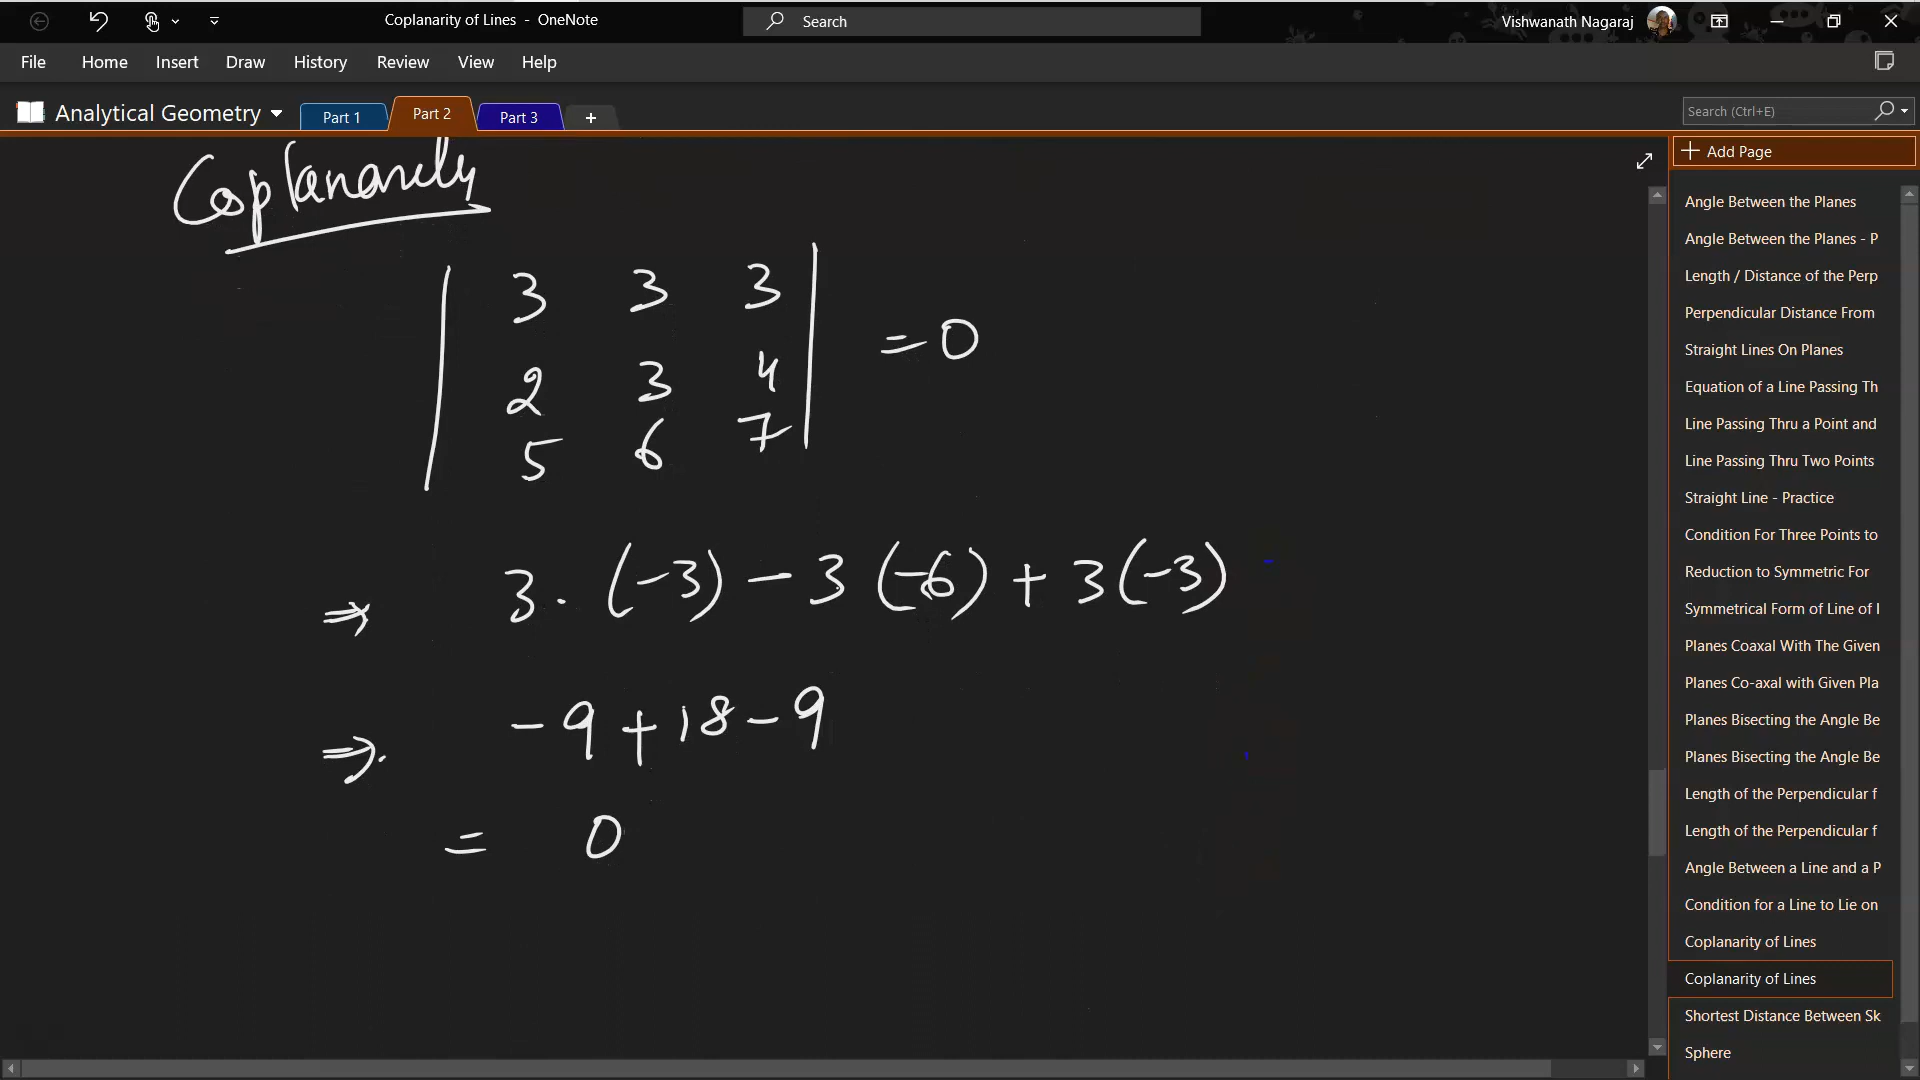 Coplanarity of Lines - OneNote
Search
Vishwanath Nagaraj
File Home Insert Draw History Review View Help
Analytical Geometry
Part 1
Part 2
Part 3
+
Search (Ctrl+E)
Add Page
Coplanarity
3 3 3
2 3 4
5 6 7
= 0
⇒ 3 . (-3) - 3 (-6) + 3 (-3)
⇒. -9 + 18 - 9
= 0
Angle Between the Planes
Angle Between the Planes - P
Length / Distance of the Perp
Perpendicular Distance From
Straight Lines On Planes
Equation of a Line Passing Th
Line Passing Thru a Point and
Line Passing Thru Two Points
Straight Line - Practice
Condition For Three Points to
Reduction to Symmetric For
Symmetrical Form of Line of I
Planes Coaxal With The Given
Planes Co-axal with Given Pla
Planes Bisecting the Angle Be
Planes Bisecting the Angle Be
Length of the Perpendicular f
Length of the Perpendicular f
Angle Between a Line and a P
Condition for a Line to Lie on
Coplanarity of Lines
Coplanarity of Lines
Shortest Distance Between Sk
Sphere